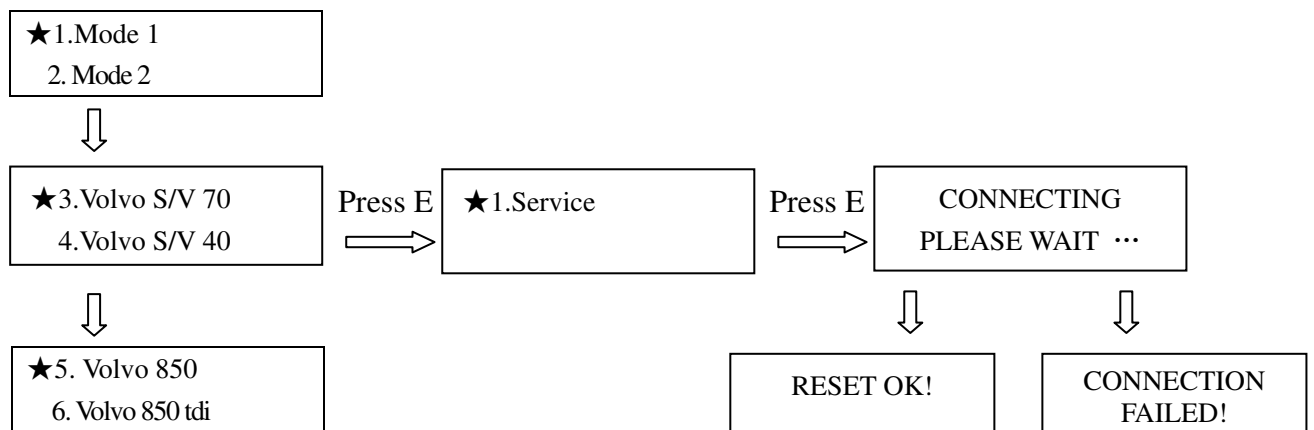 ★1.Mode 1
2. Mode 2
★3.Volvo S/V 70
4.Volvo S/V 40
Press E
★1.Service
Press E
CONNECTING
PLEASE WAIT ···
★5. Volvo 850
6. Volvo 850 tdi
RESET OK!
CONNECTION
FAILED!